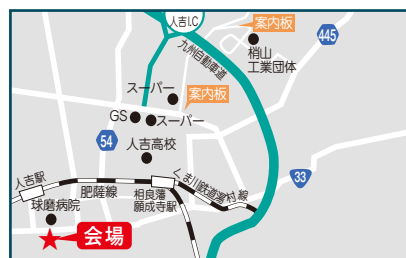 人吉I.C
案内板
445
九州自動車道
梢山
工業団体
スーパー
案内板
GS
スーパー
54
人吉高校
人吉駅
肥薩線
相良藩
願成寺駅
くま川鉄道湯村線
33
球磨病院
会場